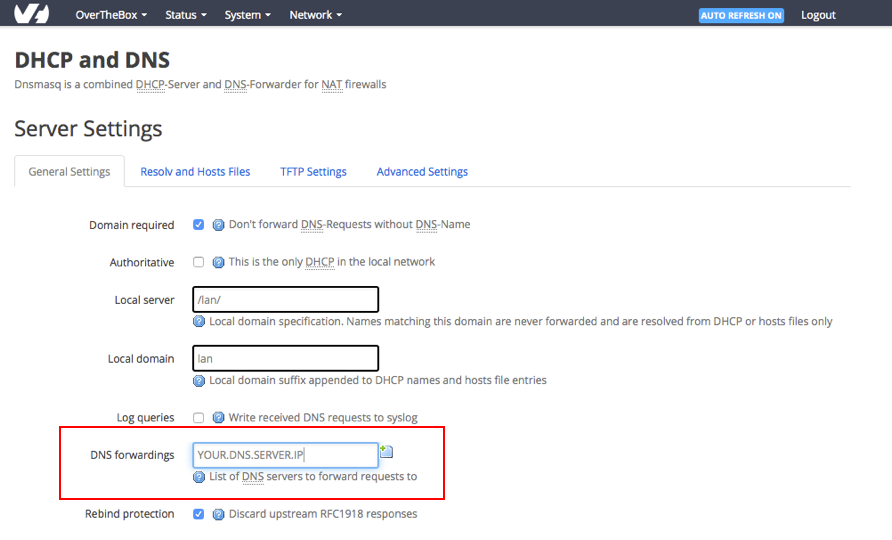 OverTheBox Status System Network AUTO REFRESH ON Logout
DHCP and DNS
Dnsmasq is a combined DHCP-Server and DNS-Forwarder for NAT firewalls
Server Settings
General Settings Resolv and Hosts Files TFTP Settings Advanced Settings
Domain required Don't forward DNS-Requests without DNS-Name
Authoritative This is the only DHCP in the local network
Local server /lan/
Local domain specification. Names matching this domain are never forwarded and are resolved from DHCP or hosts files only
Local domain lan
Local domain suffix appended to DHCP names and hosts file entries
Log queries Write received DNS requests to syslog
DNS forwardings YOUR.DNS.SERVER.IP
List of DNS servers to forward requests to
Rebind protection Discard upstream RFC1918 responses